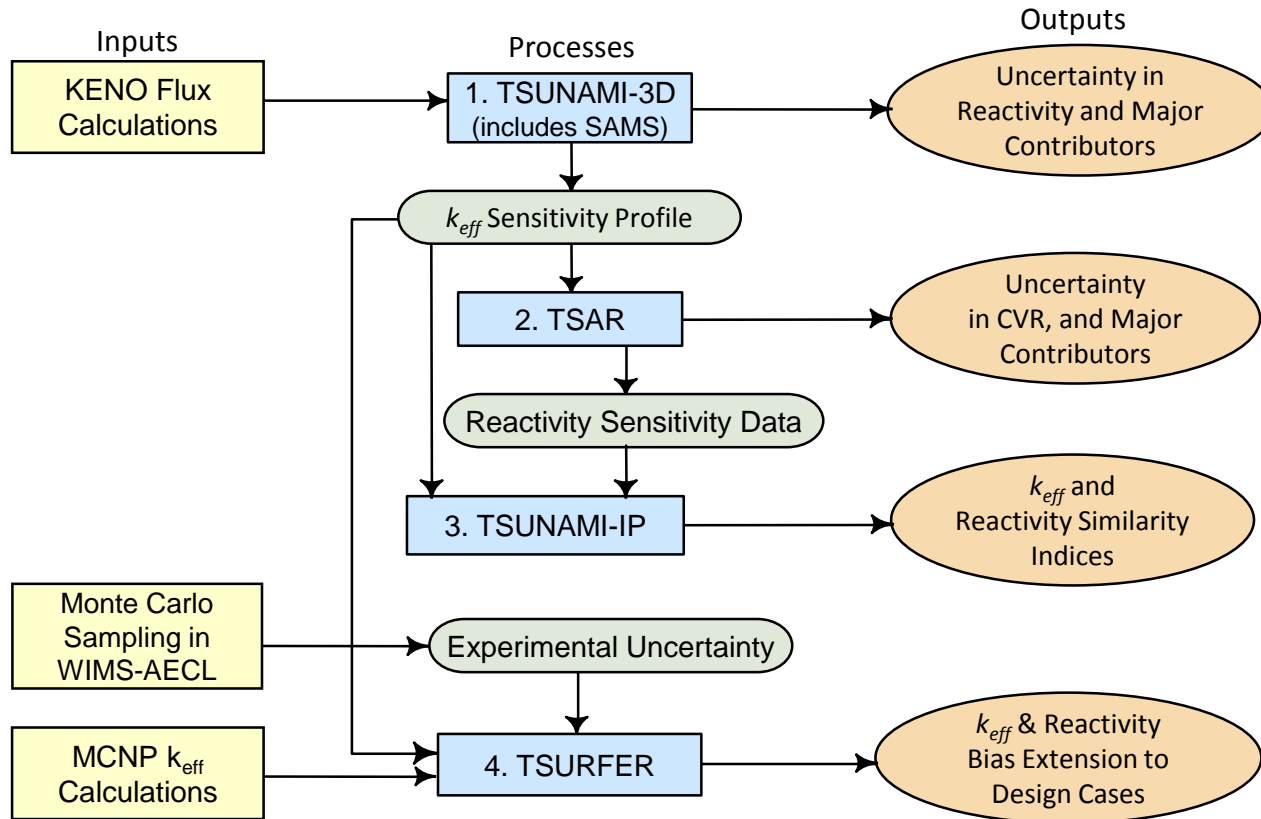 Inputs
Processes
Outputs
KENO Flux
Calculations
1. TSUNAMI-3D
(includes SAMS)
Uncertainty in
Reactivity and Major
Contributors
keff Sensitivity Profile
2. TSAR
Uncertainty
in CVR, and Major
Contributors
Reactivity Sensitivity Data
3. TSUNAMI-IP
keff and
Reactivity Similarity
Indices
Monte Carlo
Sampling in
WIMS-AECL
Experimental Uncertainty
MCNP keff
Calculations
4. TSURFER
keff & Reactivity
Bias Extension to
Design Cases